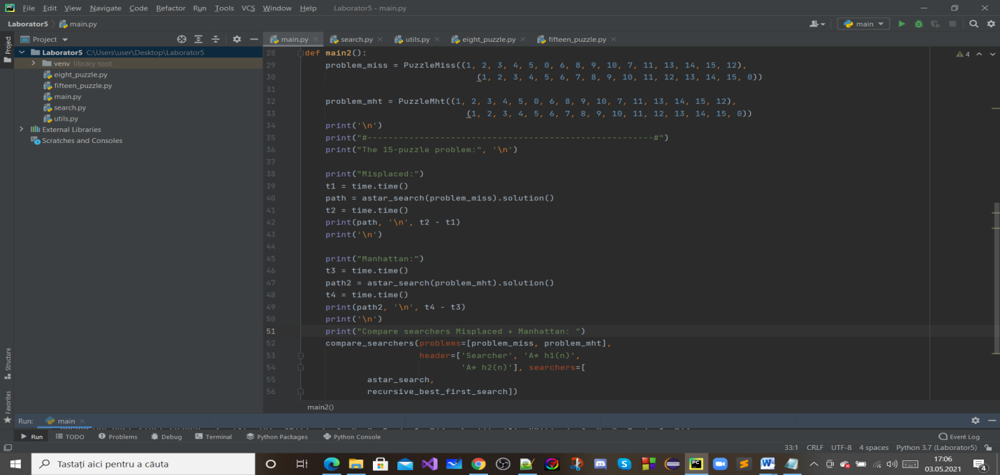 File Edit View Navigate Code Refactor Run Tools VCS Window Help Laborator5 - main.py
Laborator5 main.py main
Project main.py search.py utils.py eight_puzzle.py fifteen_puzzle.py
Project
Laborator5 C:\Users\user\Desktop\Laborator5
venv library root
eight_puzzle.py
fifteen_puzzle.py
main.py
search.py
utils.py
External Libraries
Scratches and Consoles
4
28 def main2():
29 problem_miss = PuzzleMiss((1, 2, 3, 4, 5, 0, 6, 8, 9, 10, 7, 11, 13, 14, 15, 12),
30 (1, 2, 3, 4, 5, 6, 7, 8, 9, 10, 11, 12, 13, 14, 15, 0))
31
32 problem_mht = PuzzleMht((1, 2, 3, 4, 5, 0, 6, 8, 9, 10, 7, 11, 13, 14, 15, 12),
33 (1, 2, 3, 4, 5, 6, 7, 8, 9, 10, 11, 12, 13, 14, 15, 0))
34 print('\n')
35 print("#-------------------------------------------------------#")
36 print("The 15-puzzle problem:", '\n')
37
38 print("Misplaced:")
39 t1 = time.time()
40 path = astar_search(problem_miss).solution()
41 t2 = time.time()
42 print(path, '\n', t2 - t1)
43 print('\n')
44
45 print("Manhattan:")
46 t3 = time.time()
47 path2 = astar_search(problem_mht).solution()
48 t4 = time.time()
49 print(path2, '\n', t4 - t3)
50 print('\n')
51 print("Compare searchers Misplaced + Manhattan: ")
52 compare_searchers(problems=[problem_miss, problem_mht],
53 header=['Searcher', 'A* h1(n)',
54 'A* h2(n)'], searchers=[
55 astar_search,
56 recursive_best_first_search])
main2()
Structure
Favorites
Run: main
Run TODO Problems Debug Terminal Python Packages Python Console Event Log
33:1 CRLF UTF-8 4 spaces Python 3.7 (Laborator5)
Tastați aici pentru a căuta
17:06
03.05.2021
4